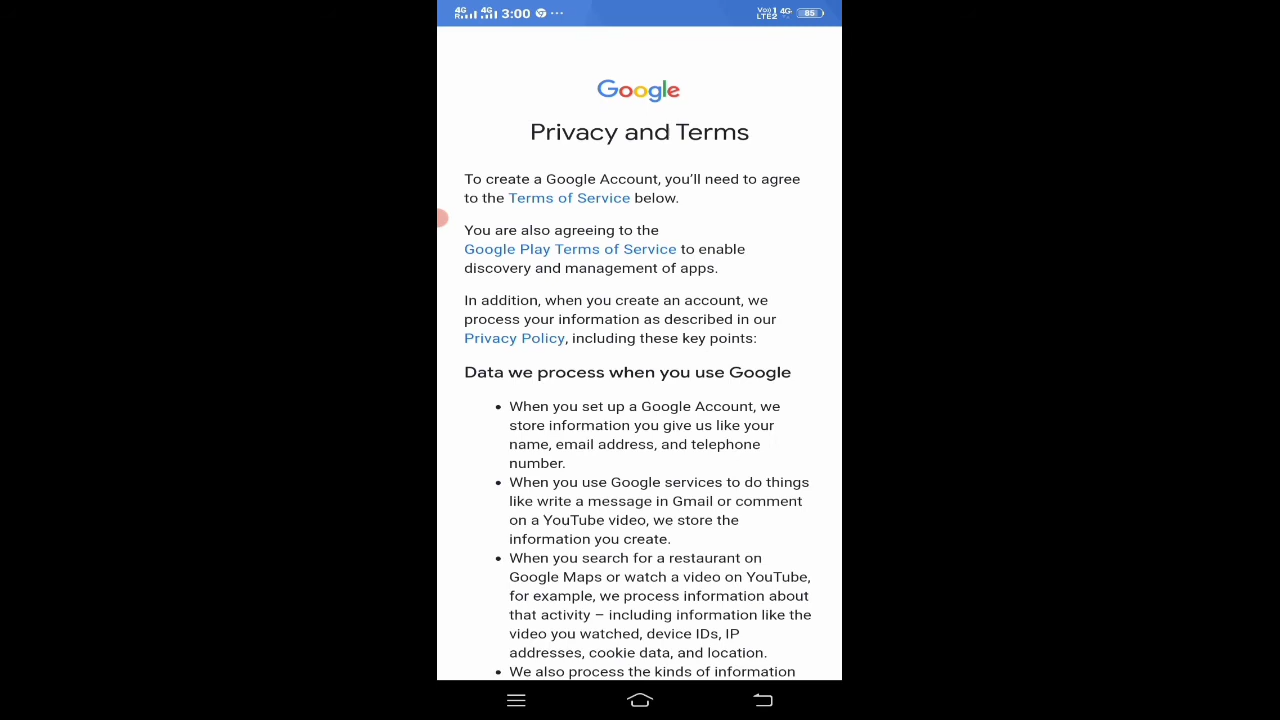 4G R 4G 3:00 ... Vo) 1 LTE2 4G 85
Google
Privacy and Terms
To create a Google Account, you’ll need to agree
to the Terms of Service below.
You are also agreeing to the
Google Play Terms of Service to enable
discovery and management of apps.
In addition, when you create an account, we
process your information as described in our
Privacy Policy, including these key points:
Data we process when you use Google
• When you set up a Google Account, we
store information you give us like your
name, email address, and telephone
number.
• When you use Google services to do things
like write a message in Gmail or comment
on a YouTube video, we store the
information you create.
• When you search for a restaurant on
Google Maps or watch a video on YouTube,
for example, we process information about
that activity – including information like the
video you watched, device IDs, IP
addresses, cookie data, and location.
• We also process the kinds of information